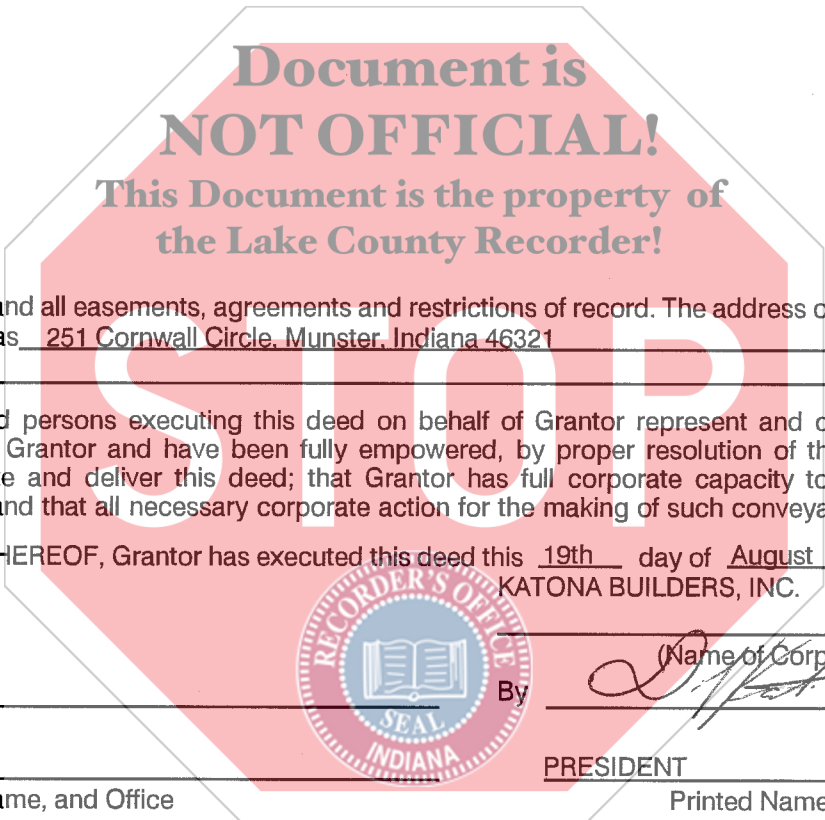 Document is
NOT OFFICIAL!
This Document is the property of
the Lake County Recorder!
and all easements, agreements and restrictions of record. The address o
as 251 Cornwall Circle, Munster, Indiana 46321
STOP
d persons executing this deed on behalf of Grantor represent and c
Grantor and have been fully empowered, by proper resolution of th
e and deliver this deed; that Grantor has full corporate capacity to
and that all necessary corporate action for the making of such conveya
HEREOF, Grantor has executed this deed this 19th day of August
KATONA BUILDERS, INC.
(Name of Corp
By
RECORDER'S OFFICE
SEAL
INDIANA
PRESIDENT
ame, and Office
Printed Name